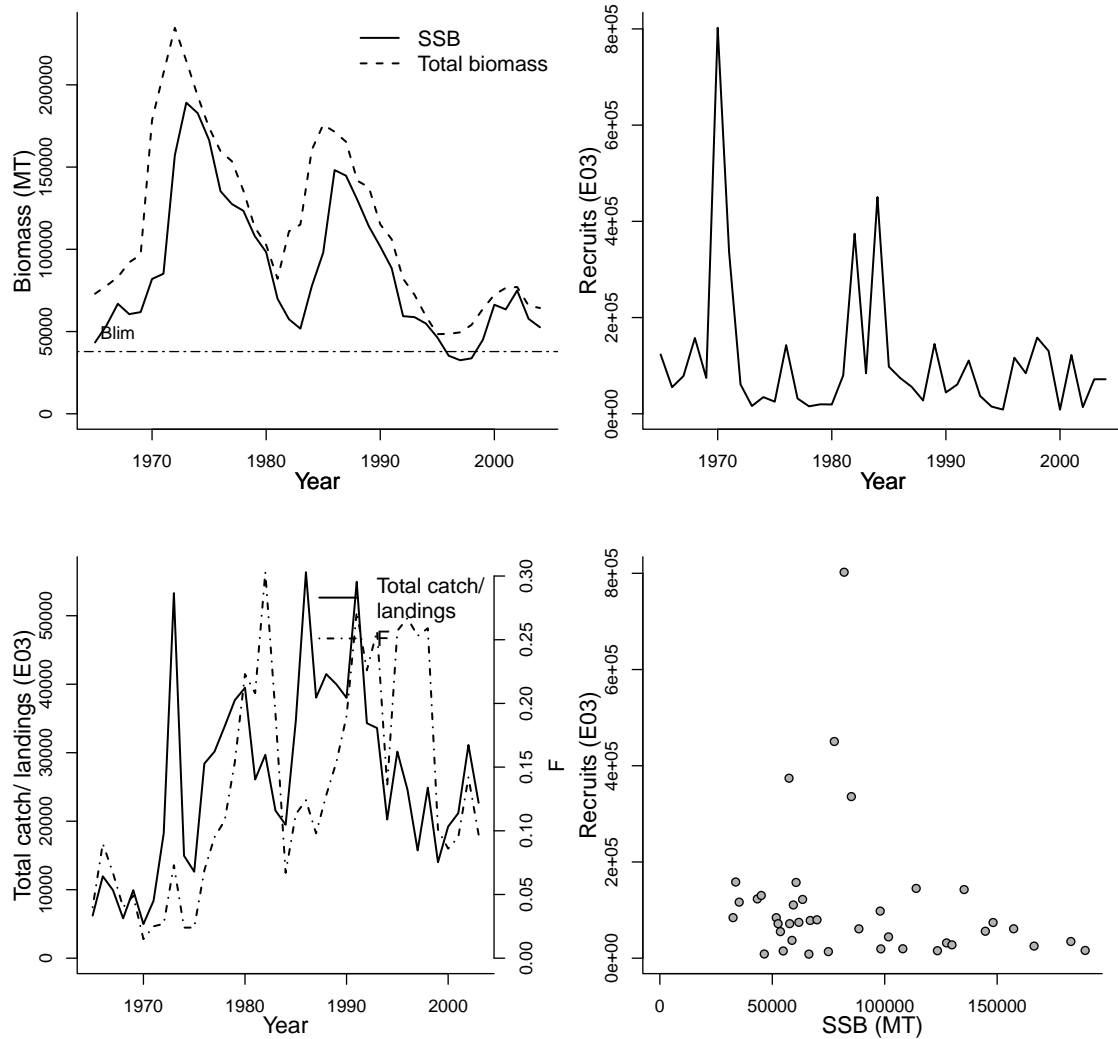 SSB
Total biomass
Biomass (MT)
0
50000
100000
150000
200000
Blim
1970
1980
1990
2000
Year
Recruits (E03)
0e+00
2e+05
4e+05
6e+05
8e+05
1970
1980
1990
2000
Year
Total catch/
landings
F
Total catch/ landings (E03)
0
10000
20000
30000
40000
50000
F
0.00
0.05
0.10
0.15
0.20
0.25
0.30
1970
1980
1990
2000
Year
Recruits (E03)
0e+00
2e+05
4e+05
6e+05
8e+05
0
50000
100000
150000
SSB (MT)